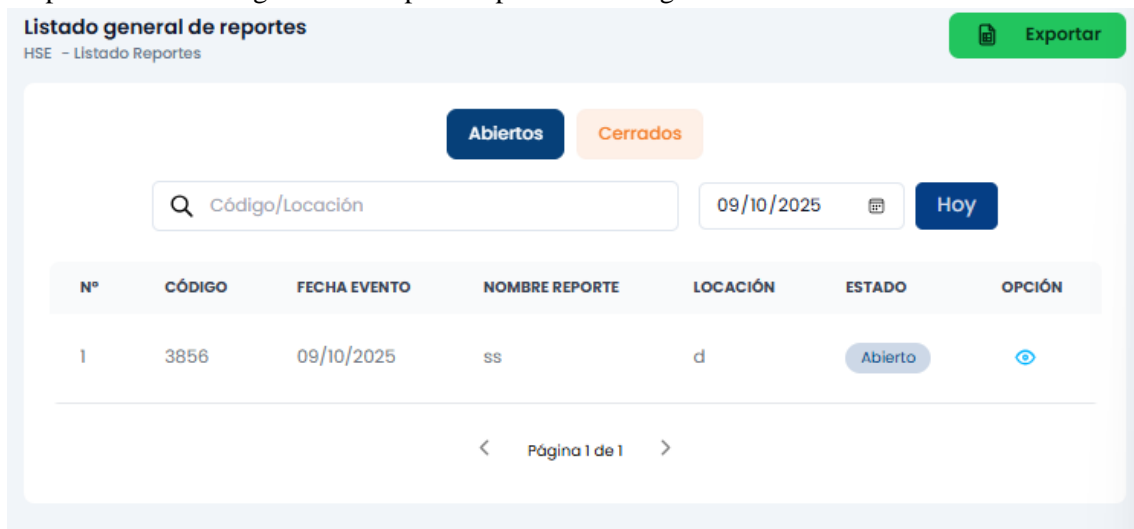 Listado general de reportes
HSE - Listado Reportes
Exportar
Abiertos Cerrados
Código/Locación 09/10/2025 Hoy
N° CÓDIGO FECHA EVENTO NOMBRE REPORTE LOCACIÓN ESTADO OPCIÓN
1 3856 09/10/2025 ss d Abierto
Página 1 de 1